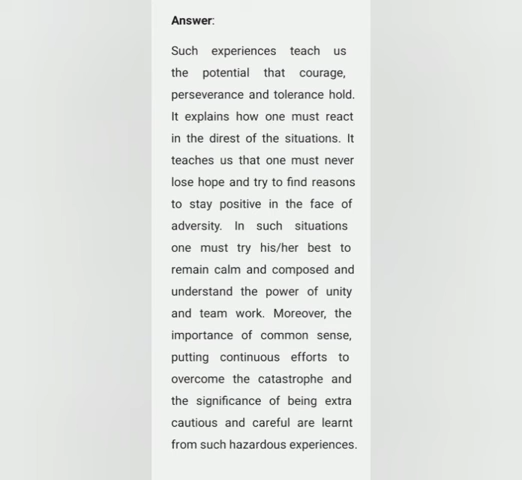 Answer:
Such experiences teach us
the potential that courage,
perseverance and tolerance hold.
It explains how one must react
in the direst of the situations. It
teaches us that one must never
lose hope and try to find reasons
to stay positive in the face of
adversity. In such situations
one must try his/her best to
remain calm and composed and
understand the power of unity
and team work. Moreover, the
importance of common sense,
putting continuous efforts to
overcome the catastrophe and
the significance of being extra
cautious and careful are learnt
from such hazardous experiences.